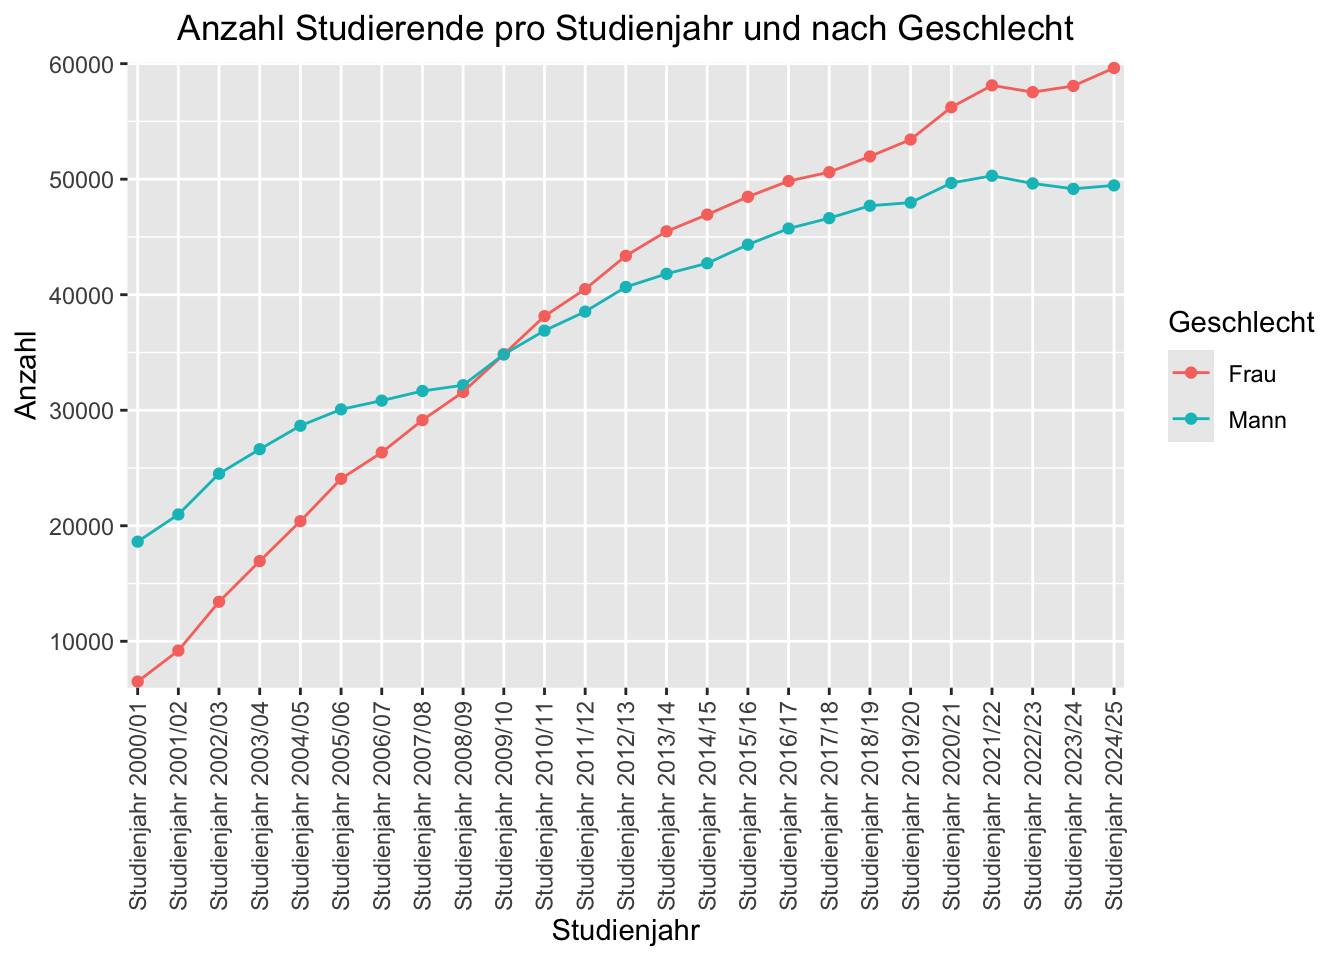 Anzahl Studierende pro Studienjahr und nach Geschlecht
Anzahl
60000
50000
40000
30000
20000
10000
Studienjahr 2000/01
Studienjahr 2001/02
Studienjahr 2002/03
Studienjahr 2003/04
Studienjahr 2004/05
Studienjahr 2005/06
Studienjahr 2006/07
Studienjahr 2007/08
Studienjahr 2008/09
Studienjahr 2009/10
Studienjahr 2010/11
Studienjahr 2011/12
Studienjahr 2012/13
Studienjahr 2013/14
Studienjahr 2014/15
Studienjahr 2015/16
Studienjahr 2016/17
Studienjahr 2017/18
Studienjahr 2018/19
Studienjahr 2019/20
Studienjahr 2020/21
Studienjahr 2021/22
Studienjahr 2022/23
Studienjahr 2023/24
Studienjahr 2024/25
Studienjahr
Geschlecht
Frau
Mann